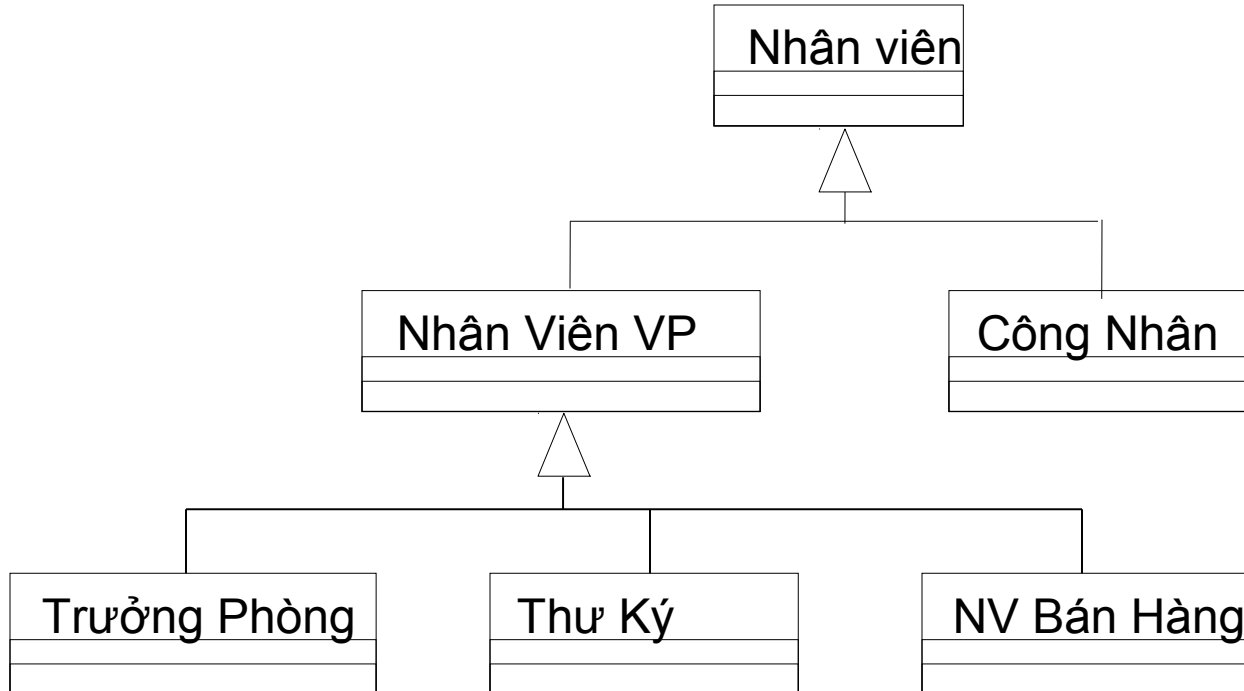 Nhân viên
Nhân Viên VP
Công Nhân
Trưởng Phòng
Thư Ký
NV Bán Hàng